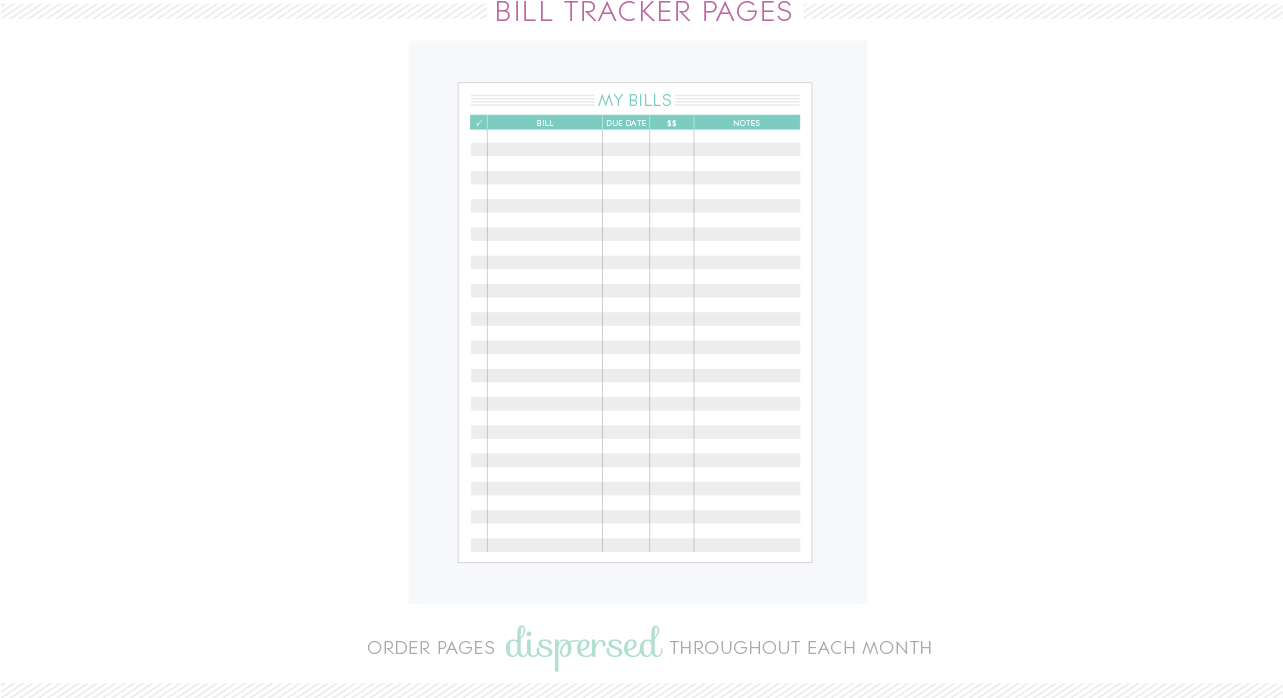 BILL TRACKER PAGES
MY BILLS
✓ BILL DUE DATE $$ NOTES
ORDER PAGES dispersed THROUGHOUT EACH MONTH